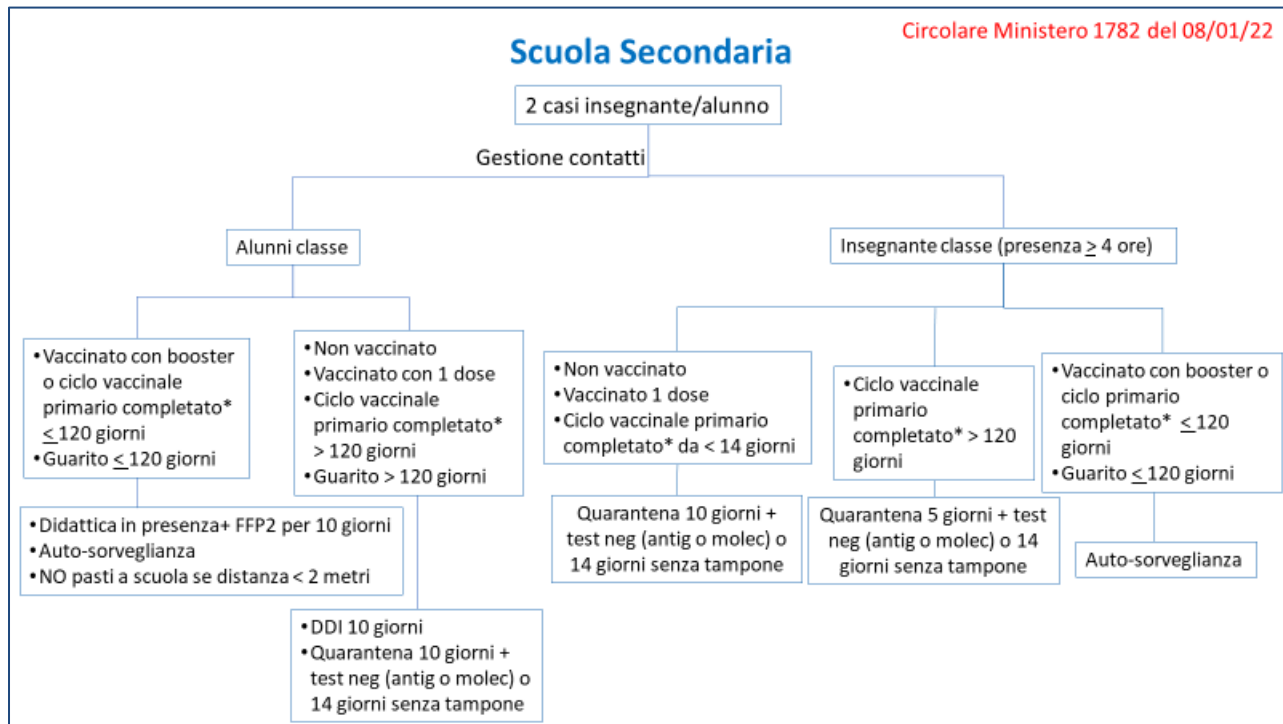 Circolare Ministero 1782 del 08/01/22
Scuola Secondaria
2 casi insegnante/alunno
Gestione contatti
Alunni classe
Insegnante classe (presenza > 4 ore)
•Vaccinato con booster
o ciclo vaccinale
primario completato*
< 120 giorni
•Guarito < 120 giorni
•Non vaccinato
•Vaccinato con 1 dose
•Ciclo vaccinale
primario completato*
> 120 giorni
•Guarito > 120 giorni
•Non vaccinato
•Vaccinato 1 dose
•Ciclo vaccinale primario
completato* da < 14 giorni
•Ciclo vaccinale
primario
completato* > 120
giorni
•Vaccinato con booster o
ciclo primario
completato* < 120
giorni
•Guarito < 120 giorni
•Didattica in presenza+ FFP2 per 10 giorni
•Auto-sorveglianza
•NO pasti a scuola se distanza < 2 metri
•DDI 10 giorni
•Quarantena 10 giorni +
test neg (antig o molec) o
14 giorni senza tampone
Quarantena 10 giorni +
test neg (antig o molec) o
14 giorni senza tampone
Quarantena 5 giorni + test
neg (antig o molec) o 14
giorni senza tampone
Auto-sorveglianza